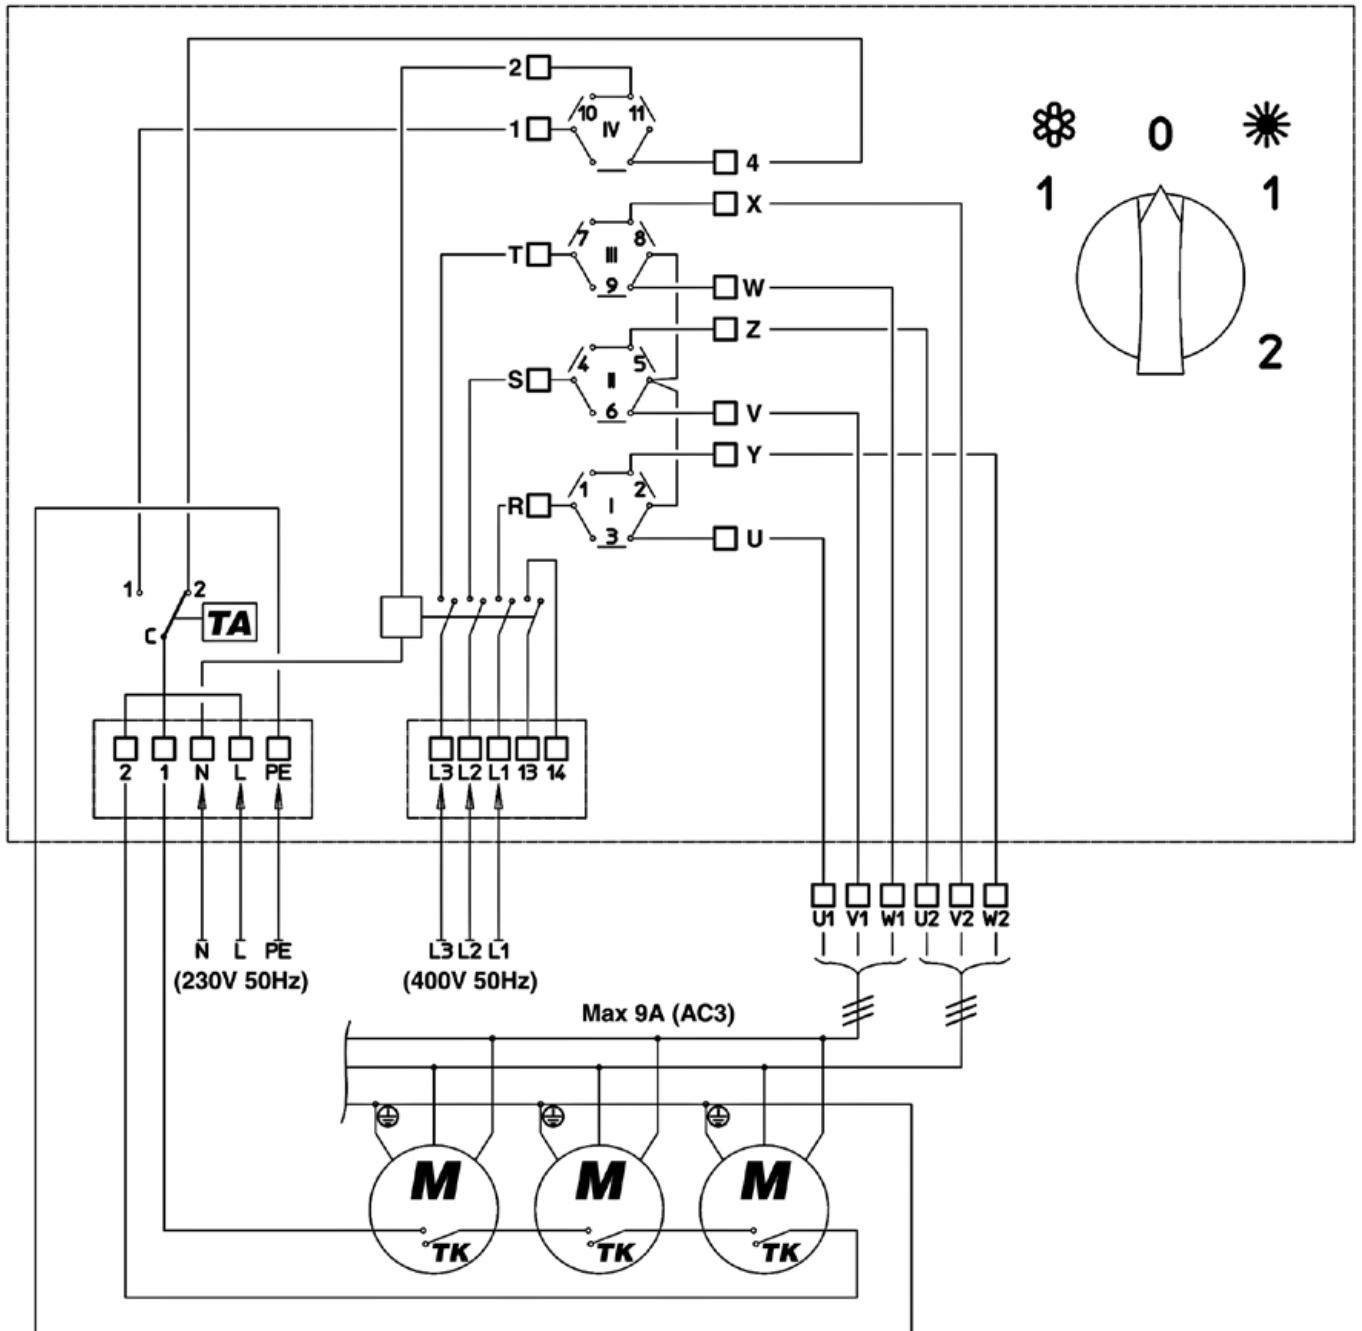 2
10 11
1 IV
4
0
1 1
X
7 8
T III
9 W
Z
4 5
S II
2
6 V
Y
1 2
R I
3 U
1 2
C TA
2 1 N L PE
L3 L2 L1 13 14
U1 V1 W1 U2 V2 W2
N L PE
L3 L2 L1
(230V 50Hz)
(400V 50Hz)
Max 9A (AC3)
M M M
TK TK TK